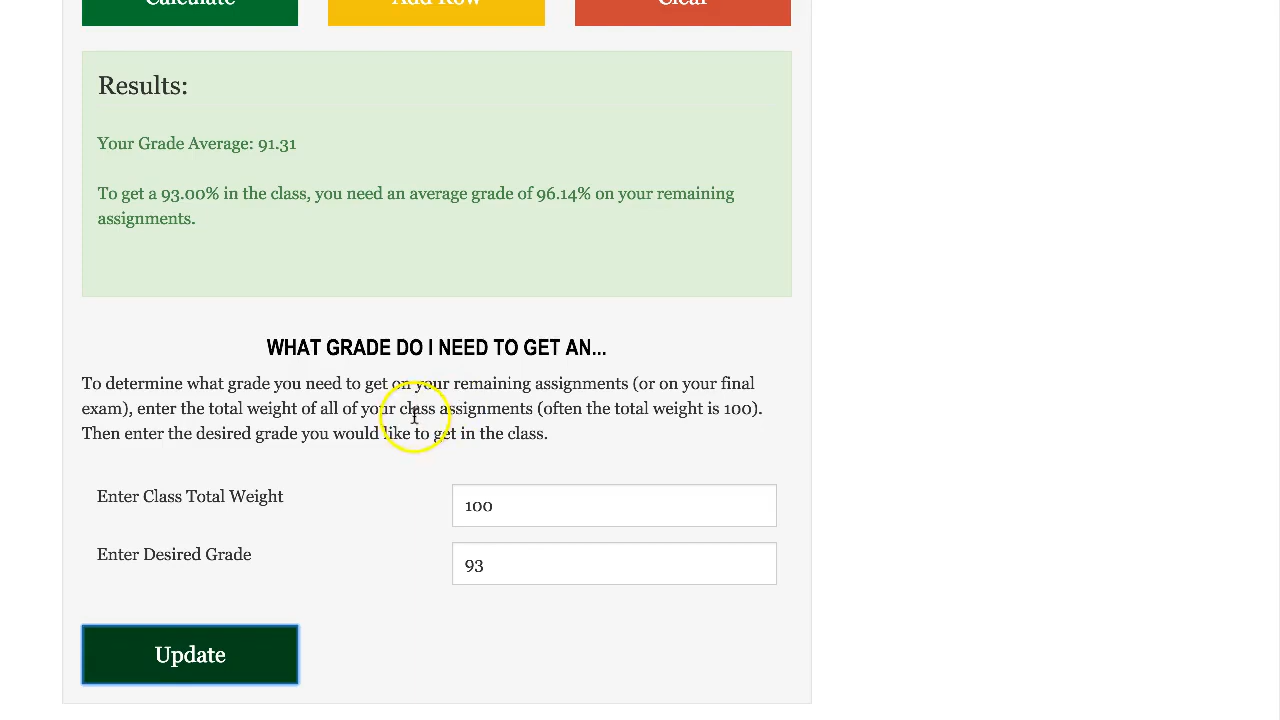 Calculate Add Row Clear
Results:
Your Grade Average: 91.31
To get a 93.00% in the class, you need an average grade of 96.14% on your remaining
assignments.
WHAT GRADE DO I NEED TO GET AN...
To determine what grade you need to get on your remaining assignments (or on your final
exam), enter the total weight of all of your class assignments (often the total weight is 100).
Then enter the desired grade you would like to get in the class.
Enter Class Total Weight 100
Enter Desired Grade 93
Update